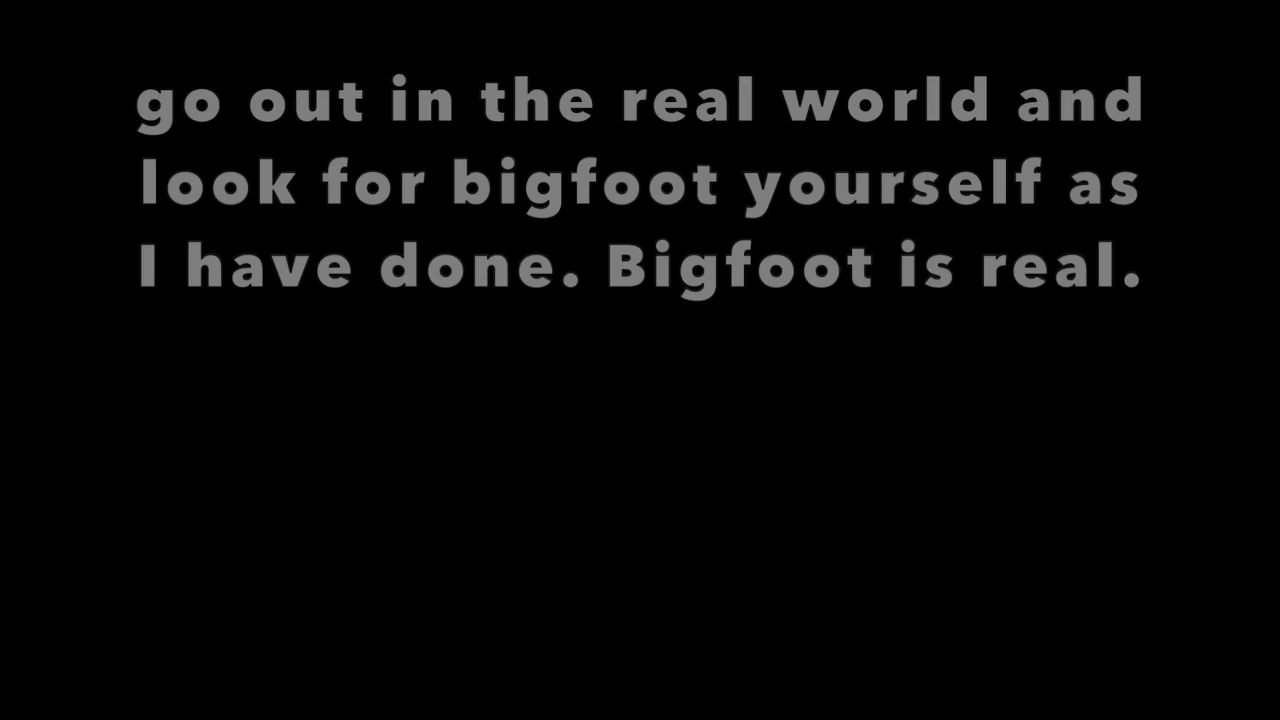 go out in the real world and
look for bigfoot yourself as
I have done. Bigfoot is real.